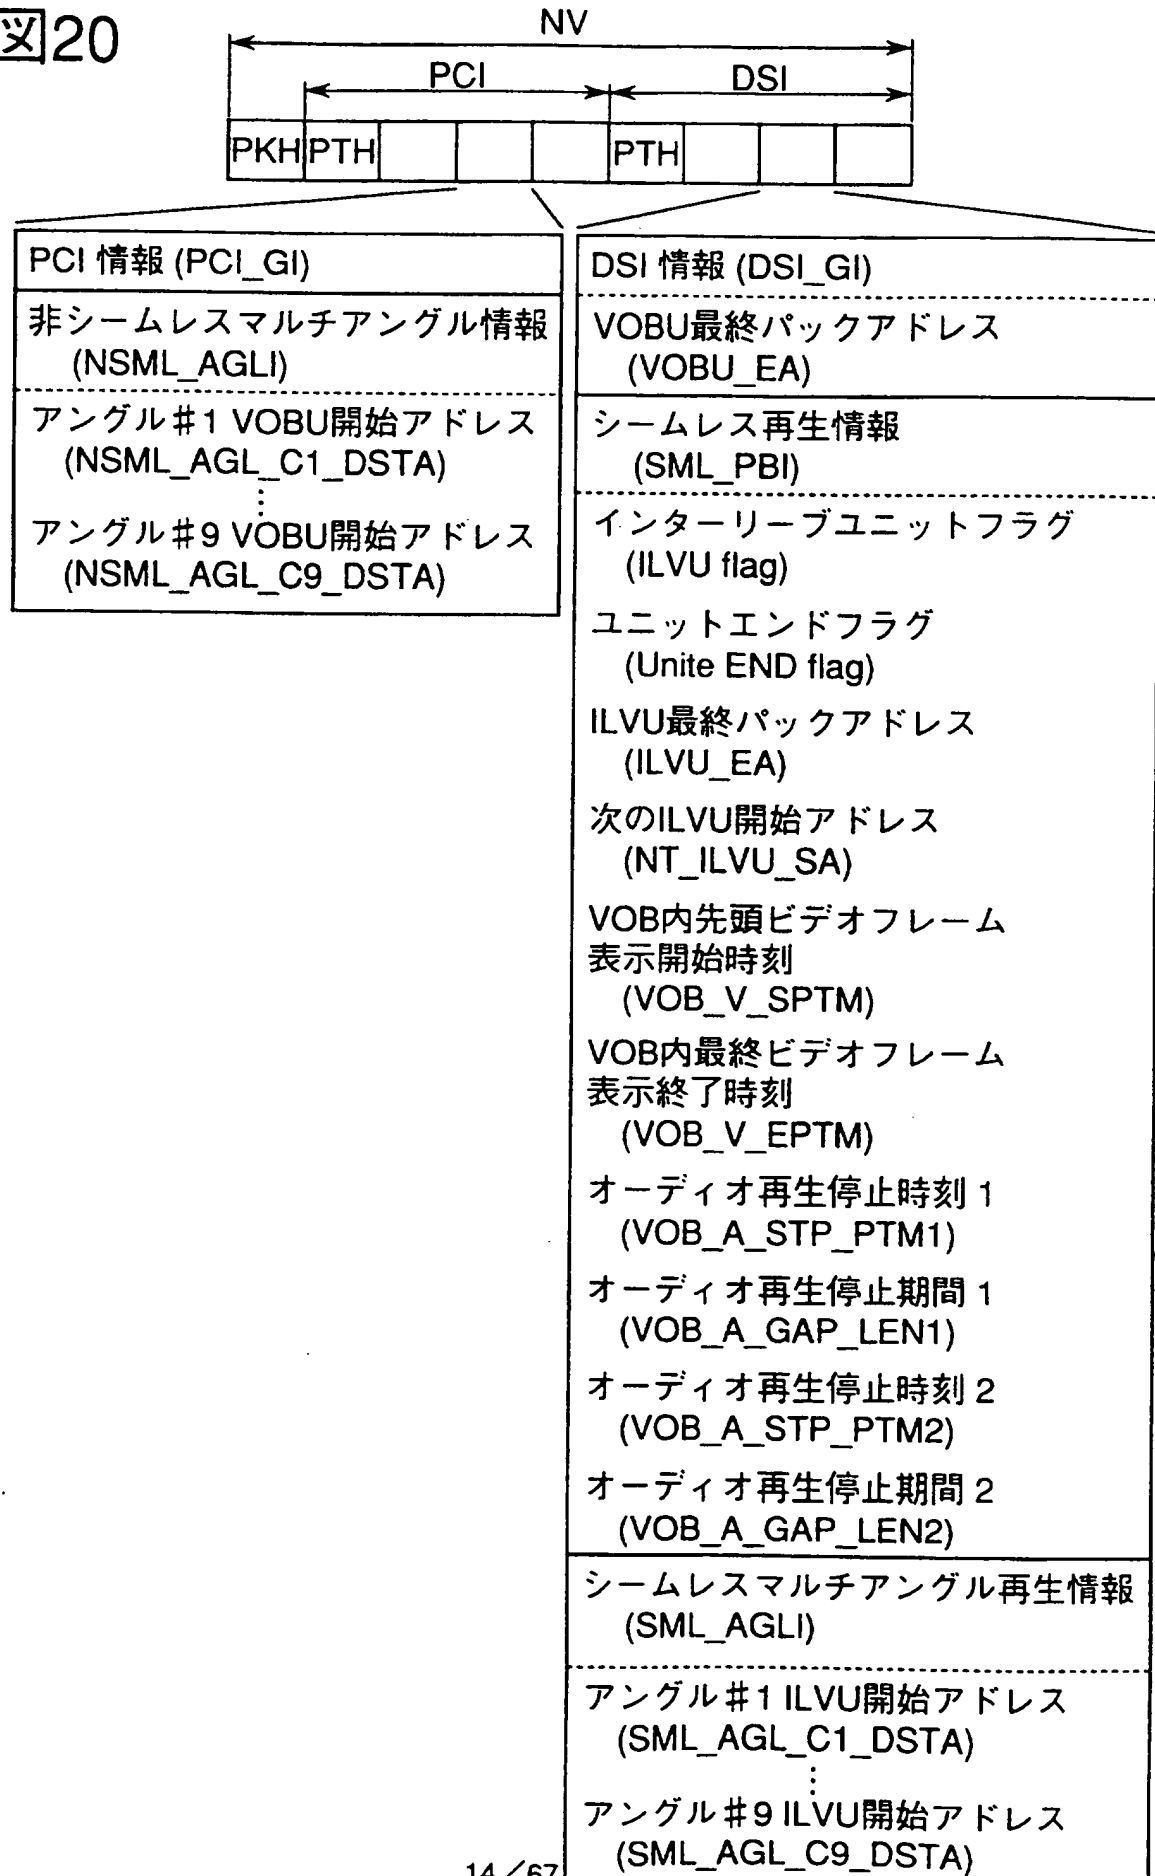 図20
NV
PCI
DSI
PKH
PTH
PTH
PCI 情報 (PCI_GI)
非シームレスマルチアングル情報
(NSML_AGLI)
アングル#1 VOBU開始アドレス
(NSML_AGL_C1_DSTA)
⋮
アングル#9 VOBU開始アドレス
(NSML_AGL_C9_DSTA)
DSI 情報 (DSI_GI)
VOBU最終パックアドレス
(VOBU_EA)
シームレス再生情報
(SML_PBI)
インターリーブユニットフラグ
(ILVU flag)
ユニットエンドフラグ
(Unite END flag)
ILVU最終パックアドレス
(ILVU_EA)
次のILVU開始アドレス
(NT_ILVU_SA)
VOB内先頭ビデオフレーム
表示開始時刻
(VOB_V_SPTM)
VOB内最終ビデオフレーム
表示終了時刻
(VOB_V_EPTM)
オーディオ再生停止時刻 1
(VOB_A_STP_PTM1)
オーディオ再生停止期間 1
(VOB_A_GAP_LEN1)
オーディオ再生停止時刻 2
(VOB_A_STP_PTM2)
オーディオ再生停止期間 2
(VOB_A_GAP_LEN2)
シームレスマルチアングル再生情報
(SML_AGLI)
アングル#1 ILVU開始アドレス
(SML_AGL_C1_DSTA)
⋮
アングル#9 ILVU開始アドレス
(SML_AGL_C9_DSTA)
14/67